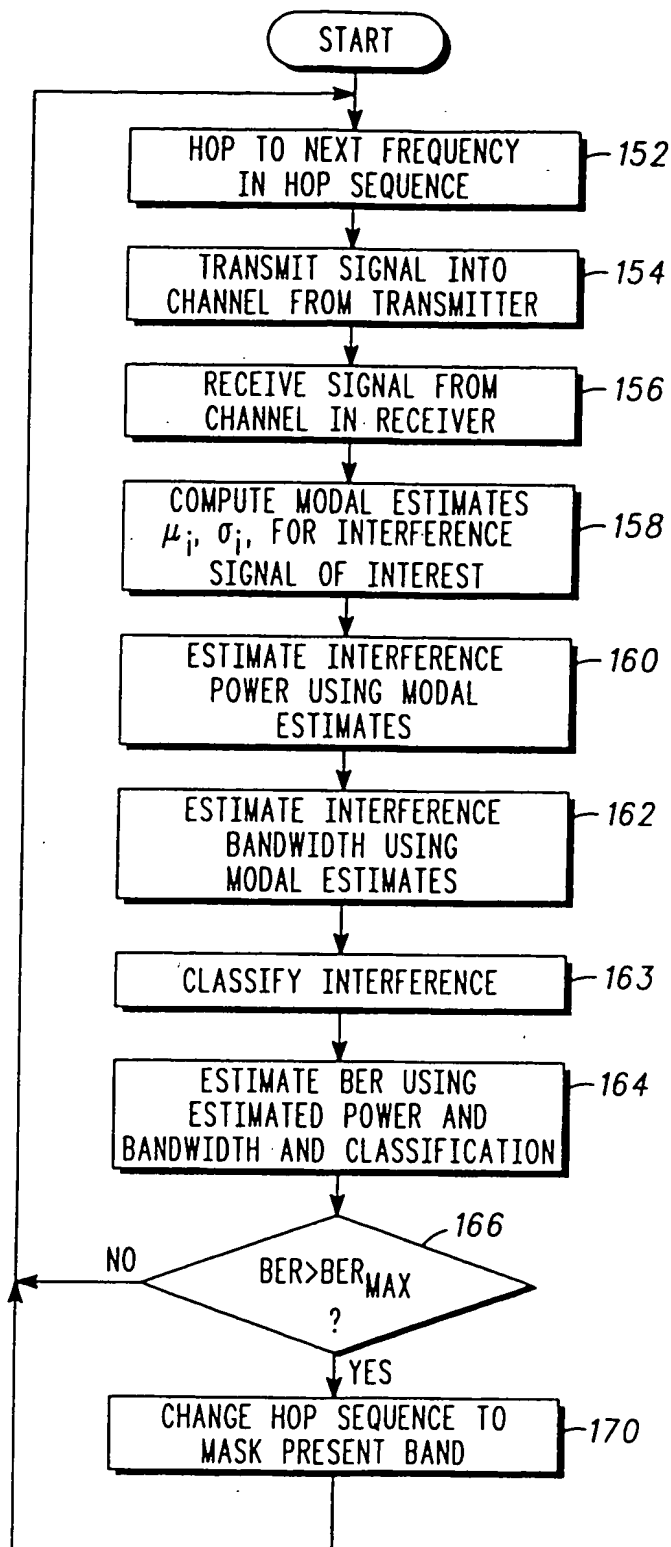 START
HOP TO NEXT FREQUENCY
IN HOP SEQUENCE
152
TRANSMIT SIGNAL INTO
CHANNEL FROM TRANSMITTER
154
RECEIVE SIGNAL FROM
CHANNEL IN RECEIVER
156
COMPUTE MODAL ESTIMATES
μi, σi, FOR INTERFERENCE
SIGNAL OF INTEREST
158
ESTIMATE INTERFERENCE
POWER USING MODAL
ESTIMATES
160
ESTIMATE INTERFERENCE
BANDWIDTH USING
MODAL ESTIMATES
162
CLASSIFY INTERFERENCE
163
ESTIMATE BER USING
ESTIMATED POWER AND
BANDWIDTH AND CLASSIFICATION
164
166
NO
BER>BERMAX
?
YES
CHANGE HOP SEQUENCE TO
MASK PRESENT BAND
170